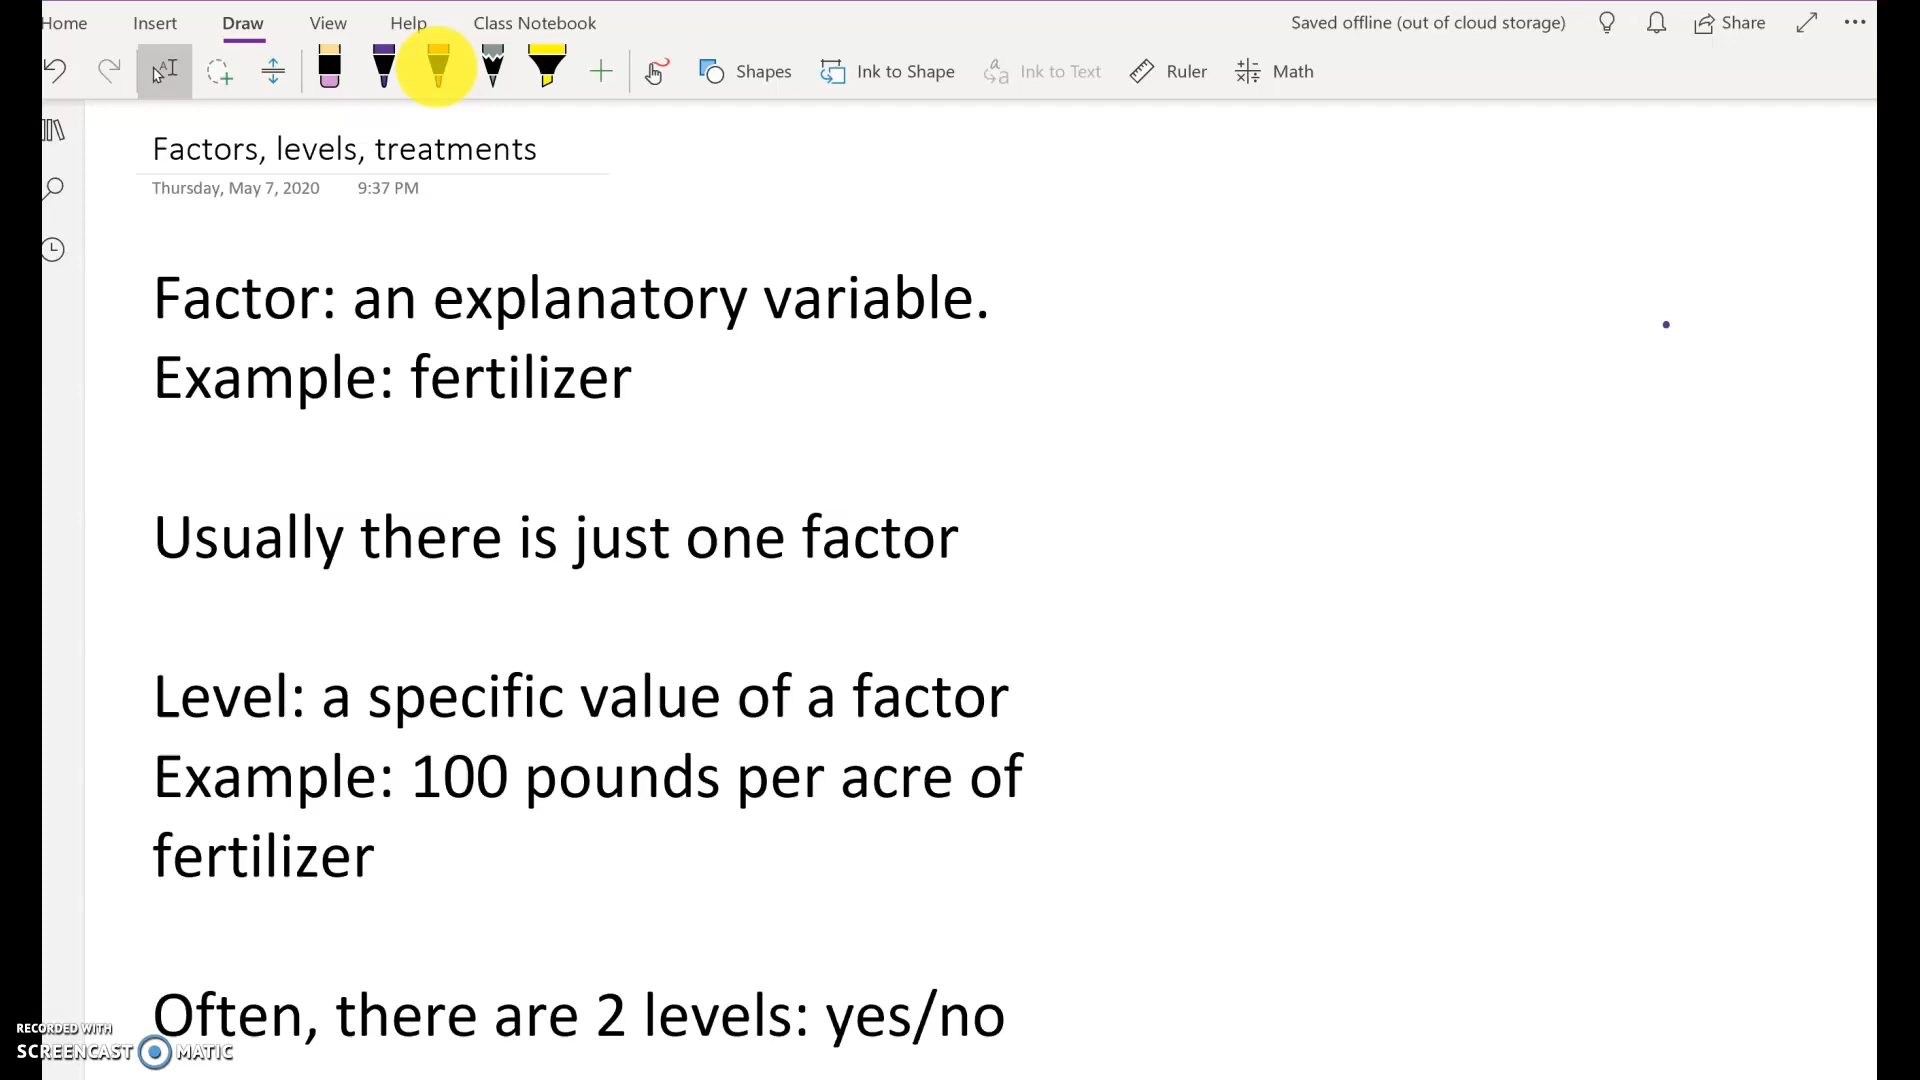 Home Insert Draw View Help Class Notebook Saved offline (out of cloud storage) Share
Shapes Ink to Shape Ink to Text Ruler Math
Factors, levels, treatments
Thursday, May 7, 2020 9:37 PM
Factor: an explanatory variable.
Example: fertilizer
Usually there is just one factor
Level: a specific value of a factor
Example: 100 pounds per acre of
fertilizer
Often, there are 2 levels: yes/no
RECORDED WITH
SCREENCAST MATIC